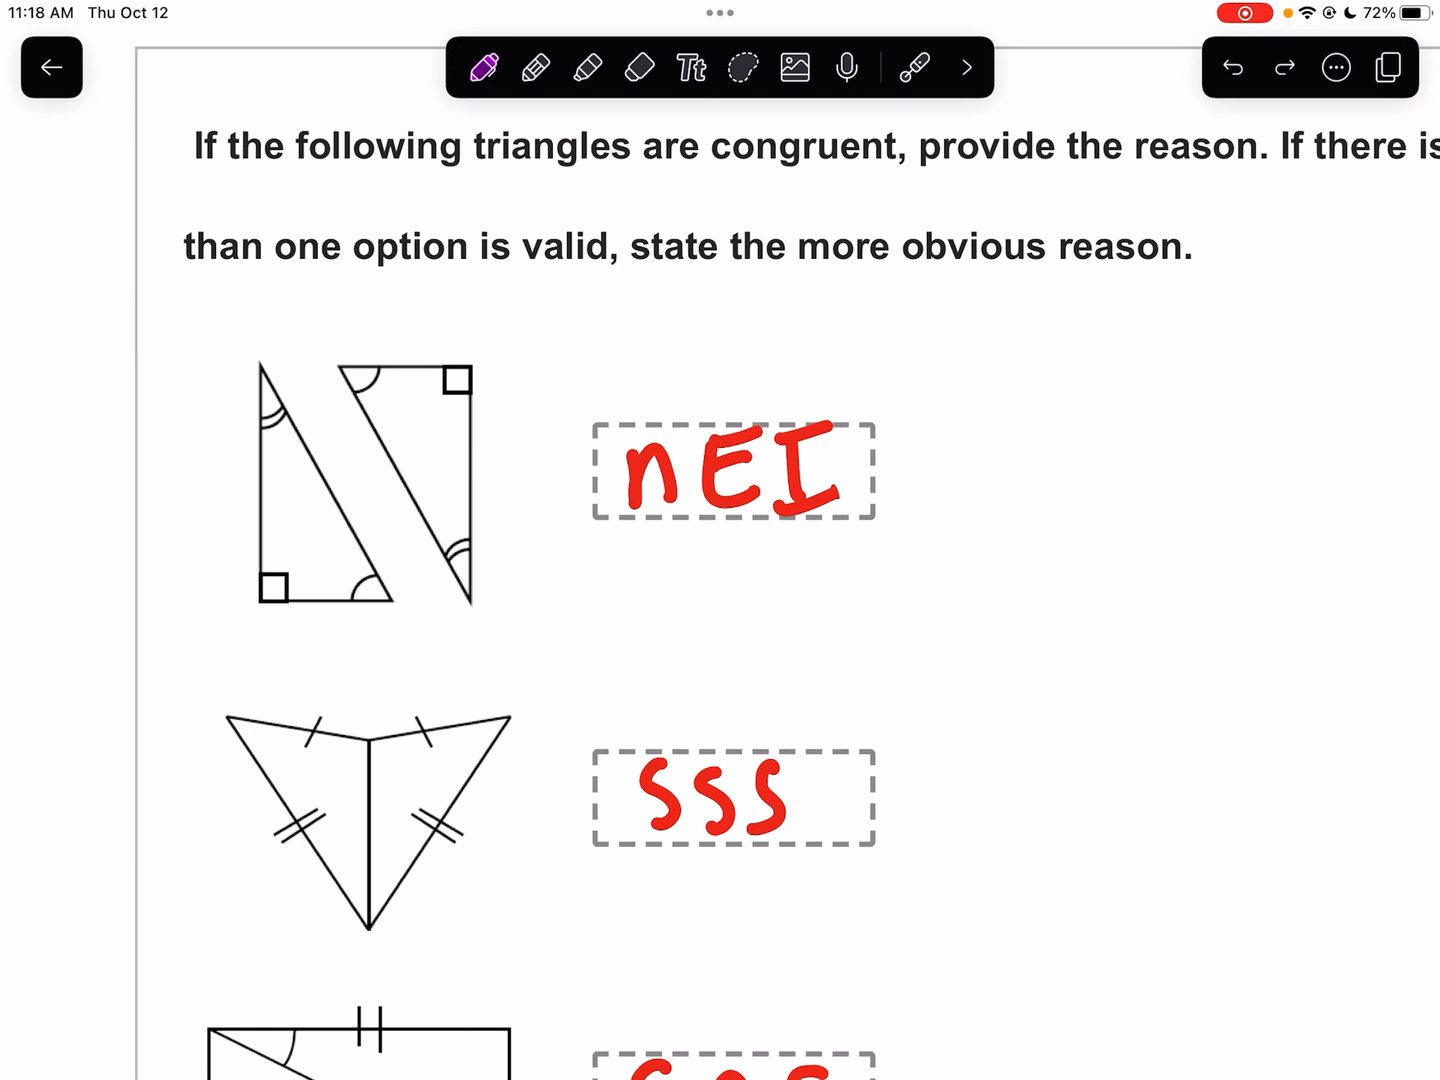 11:18 AM Thu Oct 12
72%
Tt
If the following triangles are congruent, provide the reason. If there is
than one option is valid, state the more obvious reason.
nEI
SSS